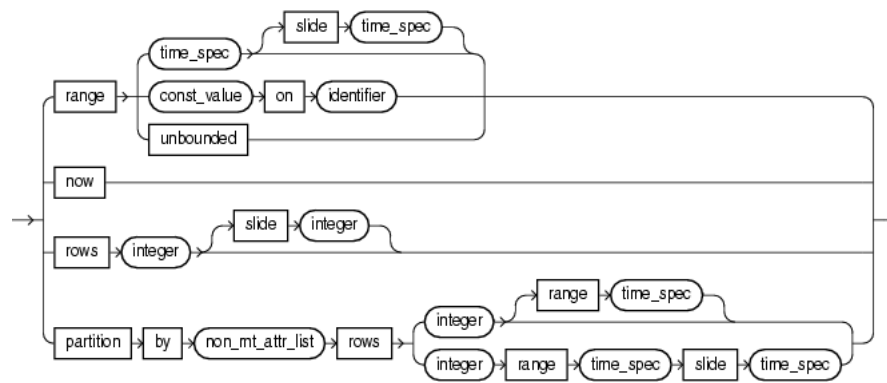 slide time_spec
time_spec
range const_value on identifier
unbounded
now
slide integer
rows integer
range time_spec
integer
partition by non_mt_attr_list rows
integer range time_spec slide time_spec